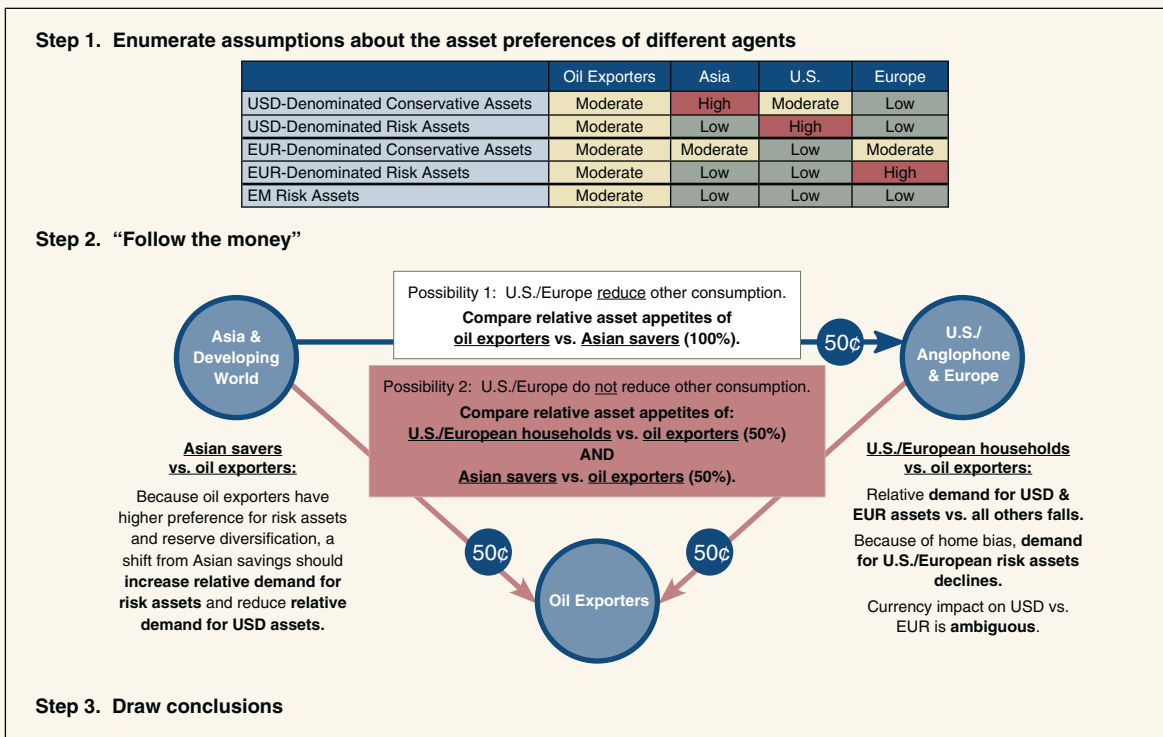 Step 1. Enumerate assumptions about the asset preferences of different agents
Oil Exporters Asia U.S. Europe
USD-Denominated Conservative Assets Moderate High Moderate Low
USD-Denominated Risk Assets Moderate Low High Low
EUR-Denominated Conservative Assets Moderate Moderate Low Moderate
EUR-Denominated Risk Assets Moderate Low Low High
EM Risk Assets Moderate Low Low Low
Step 2. “Follow the money”
Asia &
Developing
World
Possibility 1: U.S./Europe reduce other consumption.
Compare relative asset appetites of
oil exporters vs. Asian savers (100%).
50¢
U.S./
Anglophone
& Europe
Possibility 2: U.S./Europe do not reduce other consumption.
Compare relative asset appetites of:
U.S./European households vs. oil exporters (50%)
AND
Asian savers vs. oil exporters (50%).
Asian savers
vs. oil exporters:
Because oil exporters have
higher preference for risk assets
and reserve diversification, a
shift from Asian savings should
increase relative demand for
risk assets and reduce relative
demand for USD assets.
50¢
50¢
Oil Exporters
U.S./European households
vs. oil exporters:
Relative demand for USD &
EUR assets vs. all others falls.
Because of home bias, demand
for U.S./European risk assets
declines.
Currency impact on USD vs.
EUR is ambiguous.
Step 3. Draw conclusions